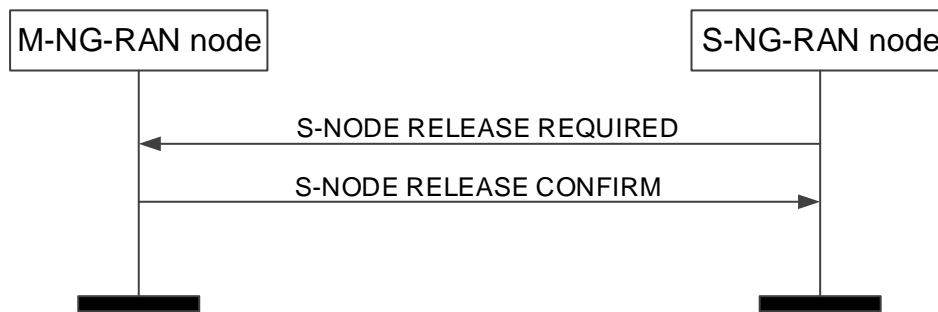 M-NG-RAN node
S-NG-RAN node
S-NODE RELEASE REQUIRED
S-NODE RELEASE CONFIRM